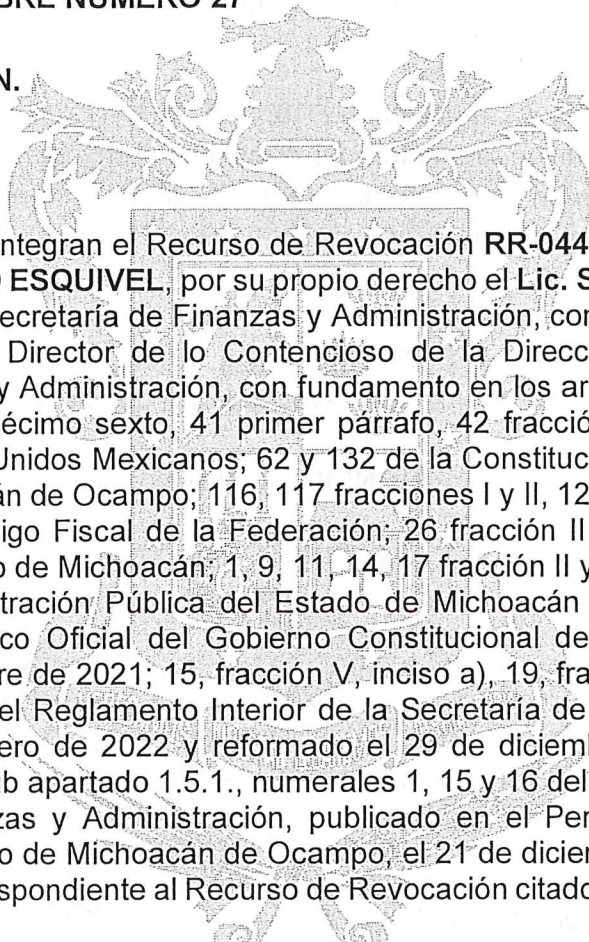 BRE NÚMERO 27
N.
ntegran el Recurso de Revocación RR-044
O ESQUIVEL, por su propio derecho el Lic. S
ecretaría de Finanzas y Administración, con
Director de lo Contencioso de la Direcc
y Administración, con fundamento en los ar
écimo sexto, 41 primer párrafo, 42 fracció
Unidos Mexicanos; 62 y 132 de la Constituc
án de Ocampo; 116, 117 fracciones I y II, 12
igo Fiscal de la Federación; 26 fracción II
o de Michoacán; 1, 9, 11, 14, 17 fracción II y
tración Pública del Estado de Michoacán
co Oficial del Gobierno Constitucional de
re de 2021; 15, fracción V, inciso a), 19, fra
el Reglamento Interior de la Secretaría de
ero de 2022 y reformado el 29 de diciemb
b apartado 1.5.1., numerales 1, 15 y 16 del
zas y Administración, publicado en el Per
o de Michoacán de Ocampo, el 21 de dicien
spondiente al Recurso de Revocación citado